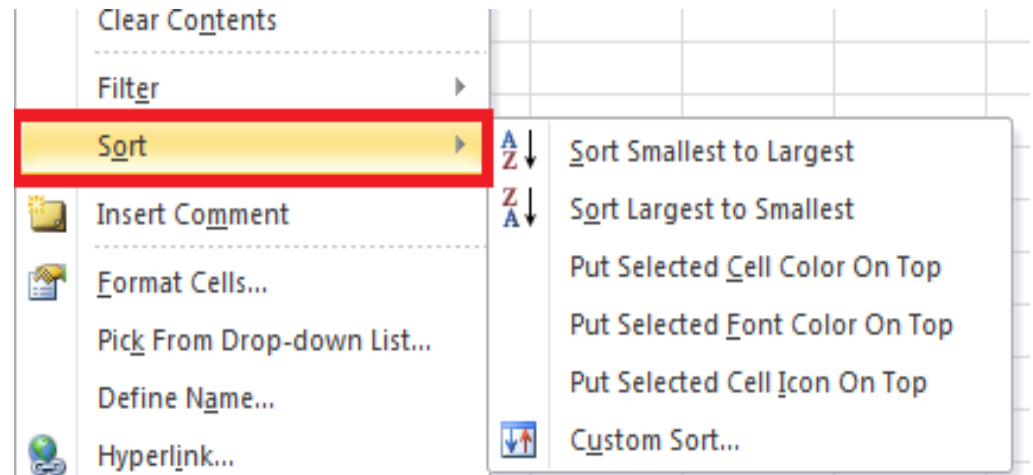 Clear Contents
Filter
Sort
Insert Comment
Format Cells...
Pick From Drop-down List...
Define Name...
Hyperlink...
Sort Smallest to Largest
Sort Largest to Smallest
Put Selected Cell Color On Top
Put Selected Font Color On Top
Put Selected Cell Icon On Top
Custom Sort...